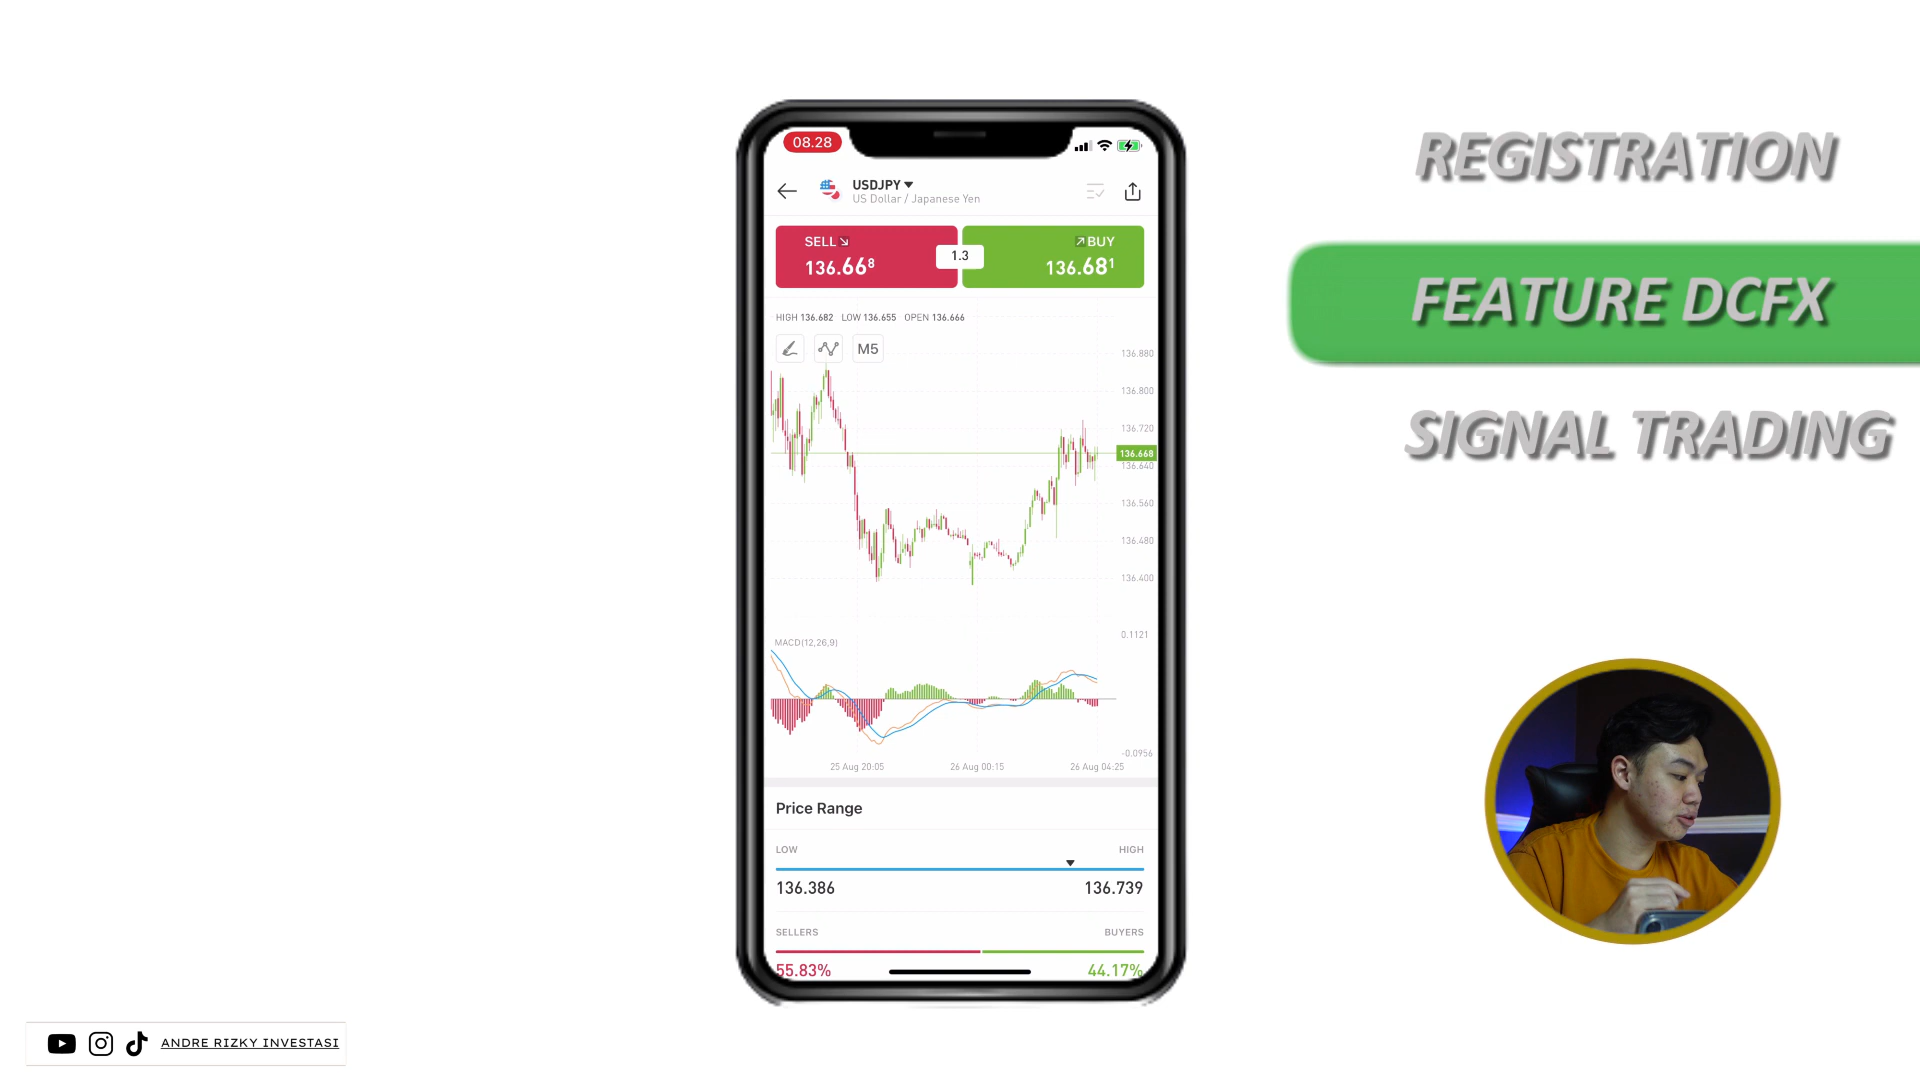 08.28
USDJPY
US Dollar / Japanese Yen
SELL
136.668
1.3
BUY
136.681
HIGH 136.682 LOW 136.655 OPEN 136.666
M5
136.880
136.800
136.720
136.668
136.640
136.560
136.480
136.400
0.1121
MACD(12,26,9)
-0.0956
25 Aug 20:05 26 Aug 00:15 26 Aug 04:25
Price Range
LOW HIGH
136.386 136.739
SELLERS BUYERS
55.83% 44.17%
REGISTRATION
FEATURE DCFX
SIGNAL TRADING
ANDRE RIZKY INVESTASI